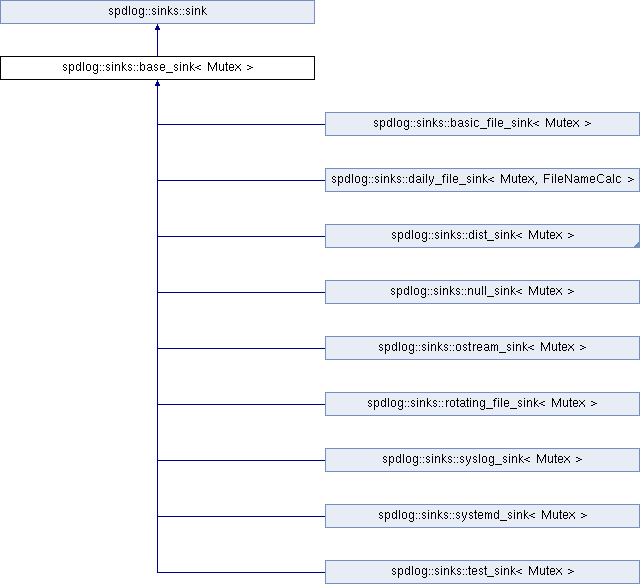 spdlog::sinks::sink
spdlog::sinks::base_sink< Mutex >
spdlog::sinks::basic_file_sink< Mutex >
spdlog::sinks::daily_file_sink< Mutex, FileNameCalc >
spdlog::sinks::dist_sink< Mutex >
spdlog::sinks::null_sink< Mutex >
spdlog::sinks::ostream_sink< Mutex >
spdlog::sinks::rotating_file_sink< Mutex >
spdlog::sinks::syslog_sink< Mutex >
spdlog::sinks::systemd_sink< Mutex >
spdlog::sinks::test_sink< Mutex >